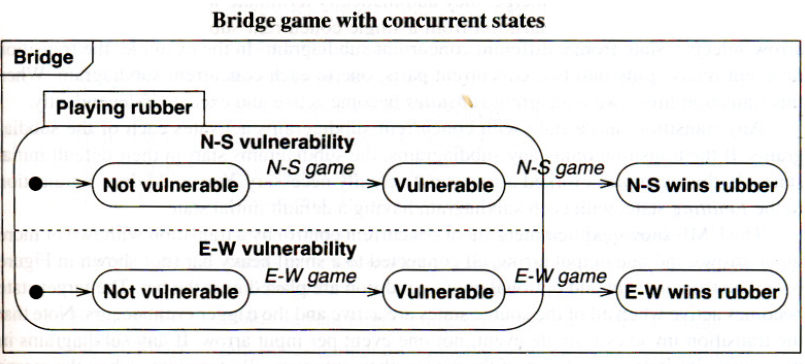 Bridge game with concurrent states
Bridge
Playing rubber
N-S vulnerability
Not vulnerable N-S game Vulnerable N-S game N-S wins rubber
E-W vulnerability
Not vulnerable E-W game Vulnerable E-W game E-W wins rubber